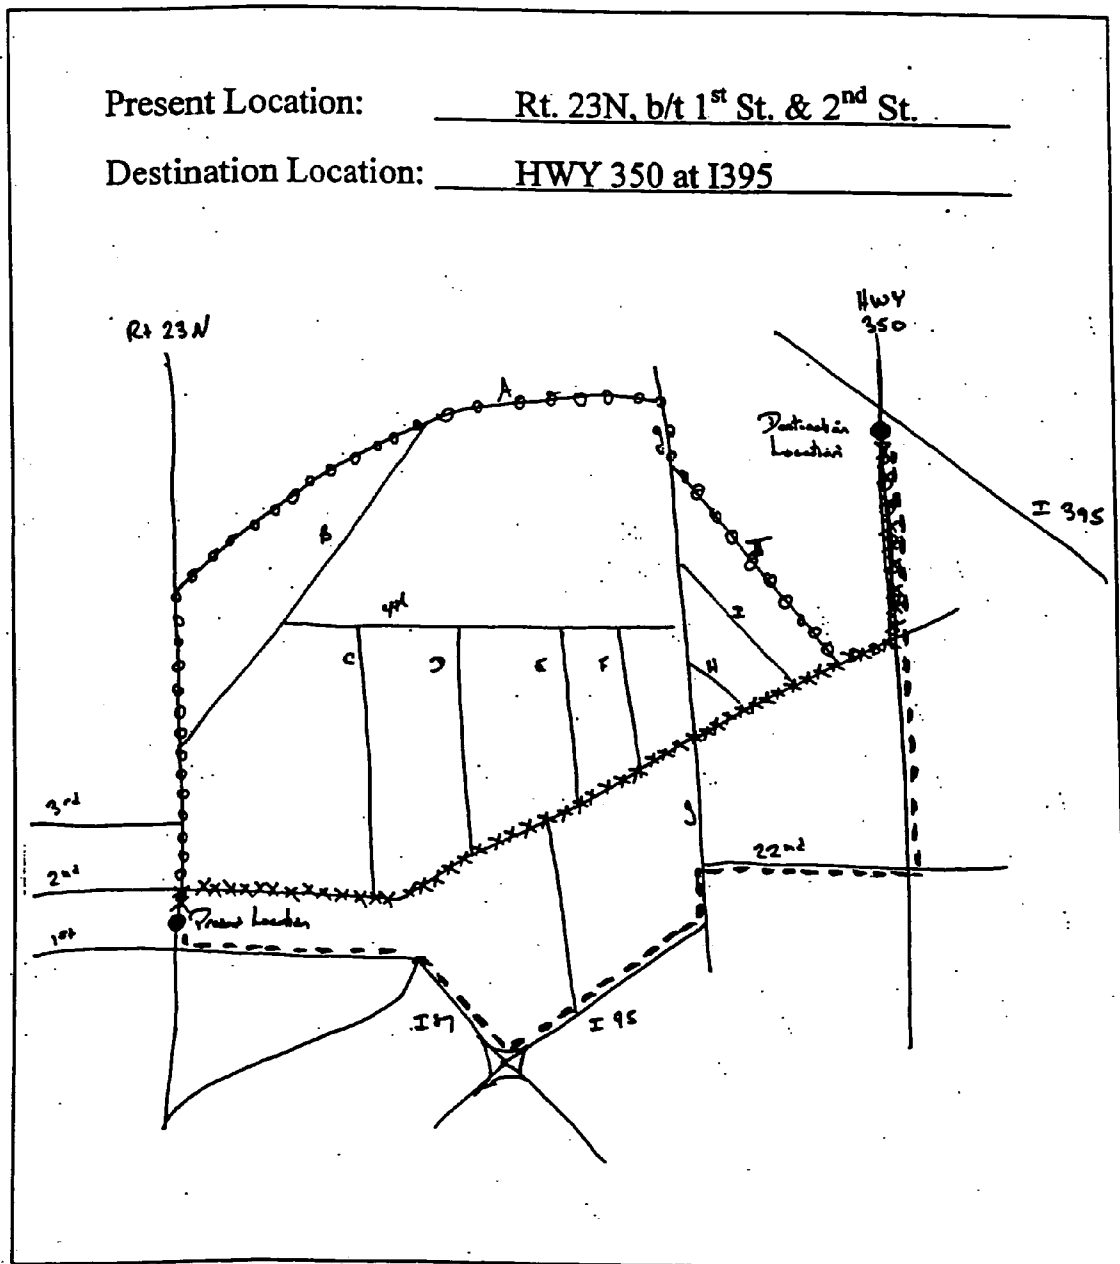 Present Location: Rt. 23N, b/t 1st St. & 2nd St.
Destination Location: HWY 350 at I395
HWY
350
Rt 23N
A
Destination
Location
I 395
B
4th
I
C
D
E
F
H
3rd
J
22nd
2nd
Present Location
1st
I 87
I 95